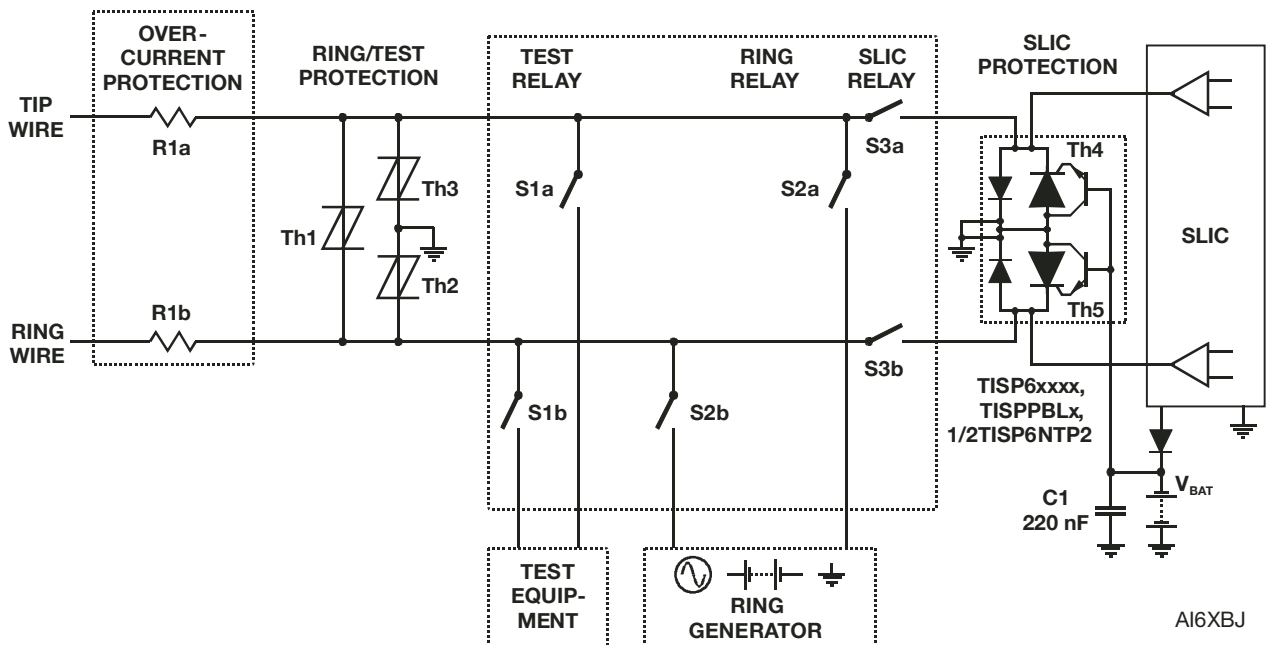 OVER-
CURRENT
PROTECTION
RING/TEST
PROTECTION
TEST
RELAY
RING
RELAY
SLIC
RELAY
SLIC
PROTECTION
TIP
WIRE
R1a
S3a
Th4
Th3
S1a
S2a
Th1
SLIC
Th2
R1b
Th5
RING
WIRE
S3b
S1b
S2b
TISP6xxxx,
TISPPBLx,
1/2TISP6NTP2
C1
220 nF
VBAT
TEST
EQUIP-
MENT
RING
GENERATOR
AI6XBJ